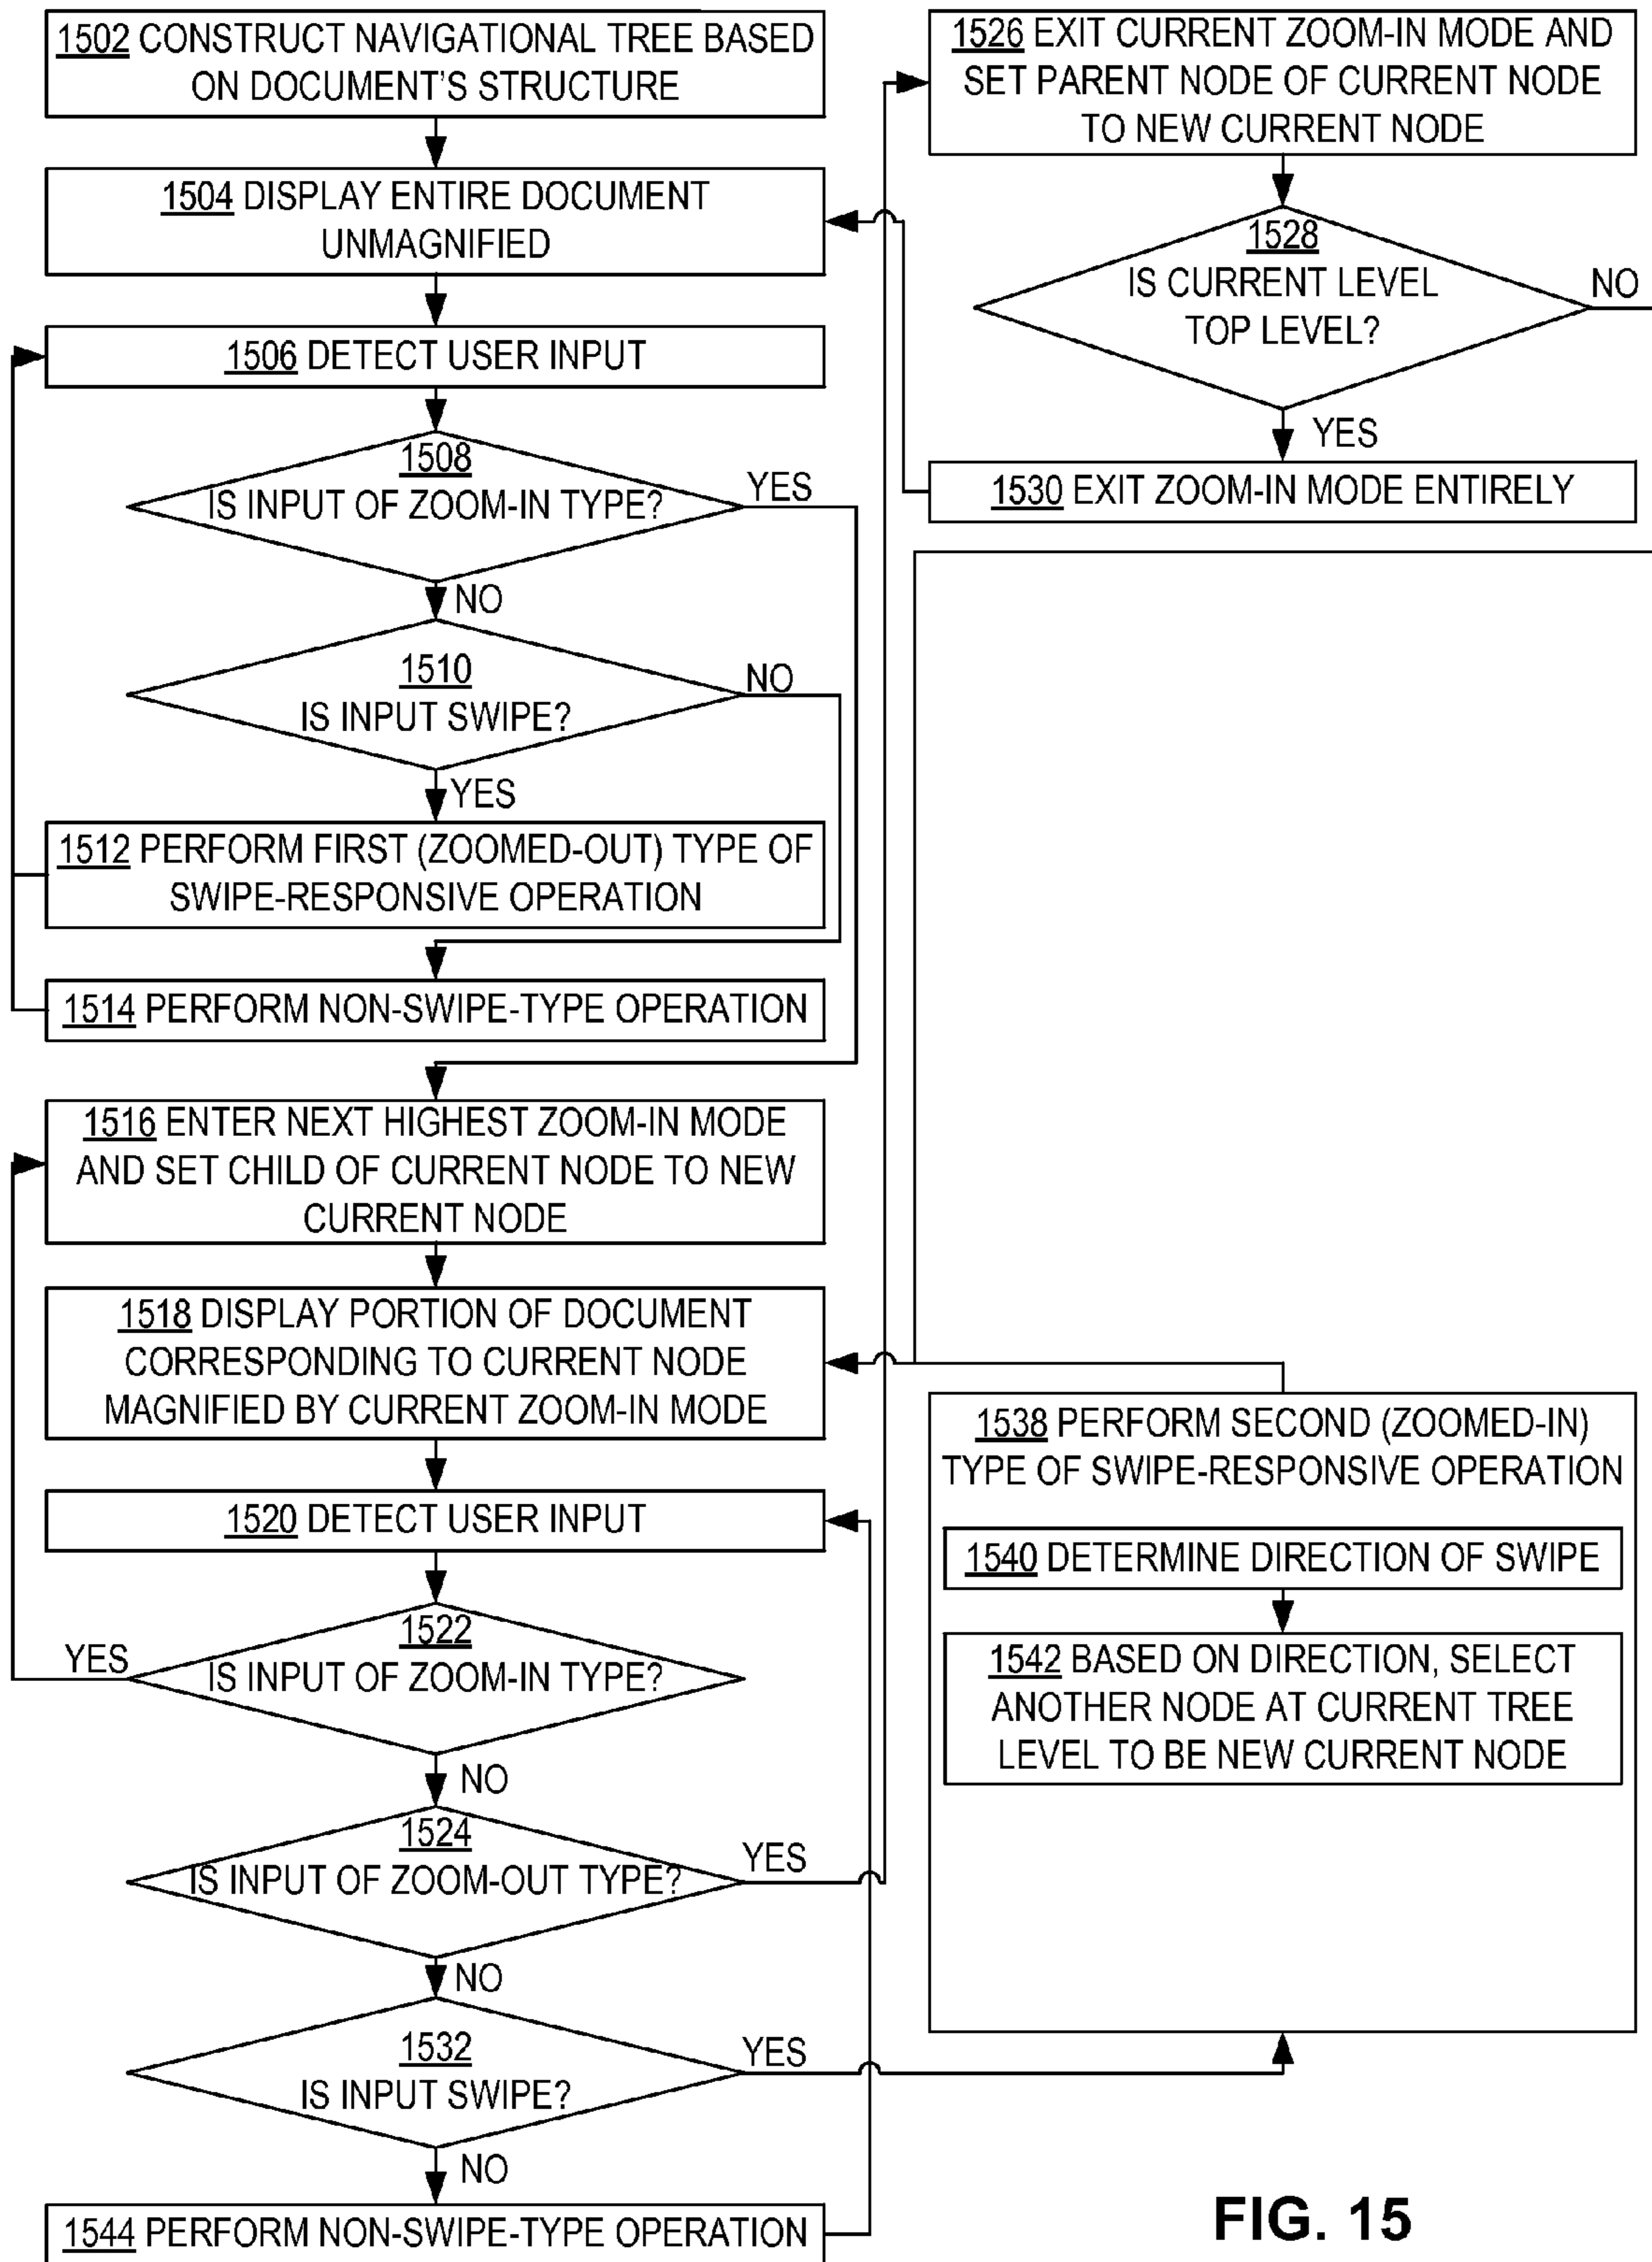 1502 CONSTRUCT NAVIGATIONAL TREE BASED
ON DOCUMENT'S STRUCTURE
1504 DISPLAY ENTIRE DOCUMENT
UNMAGNIFIED
1506 DETECT USER INPUT
1508
IS INPUT OF ZOOM-IN TYPE?
YES
NO
1510
IS INPUT SWIPE?
NO
YES
1512 PERFORM FIRST (ZOOMED-OUT) TYPE OF
SWIPE-RESPONSIVE OPERATION
1514 PERFORM NON-SWIPE-TYPE OPERATION
1516 ENTER NEXT HIGHEST ZOOM-IN MODE
AND SET CHILD OF CURRENT NODE TO NEW
CURRENT NODE
1518 DISPLAY PORTION OF DOCUMENT
CORRESPONDING TO CURRENT NODE
MAGNIFIED BY CURRENT ZOOM-IN MODE
1520 DETECT USER INPUT
1522
IS INPUT OF ZOOM-IN TYPE?
YES
NO
1524
IS INPUT OF ZOOM-OUT TYPE?
YES
NO
1532
IS INPUT SWIPE?
YES
NO
1544 PERFORM NON-SWIPE-TYPE OPERATION
1526 EXIT CURRENT ZOOM-IN MODE AND
SET PARENT NODE OF CURRENT NODE
TO NEW CURRENT NODE
1528
IS CURRENT LEVEL
TOP LEVEL?
NO
YES
1530 EXIT ZOOM-IN MODE ENTIRELY
1538 PERFORM SECOND (ZOOMED-IN)
TYPE OF SWIPE-RESPONSIVE OPERATION
1540 DETERMINE DIRECTION OF SWIPE
1542 BASED ON DIRECTION, SELECT
ANOTHER NODE AT CURRENT TREE
LEVEL TO BE NEW CURRENT NODE
FIG. 15